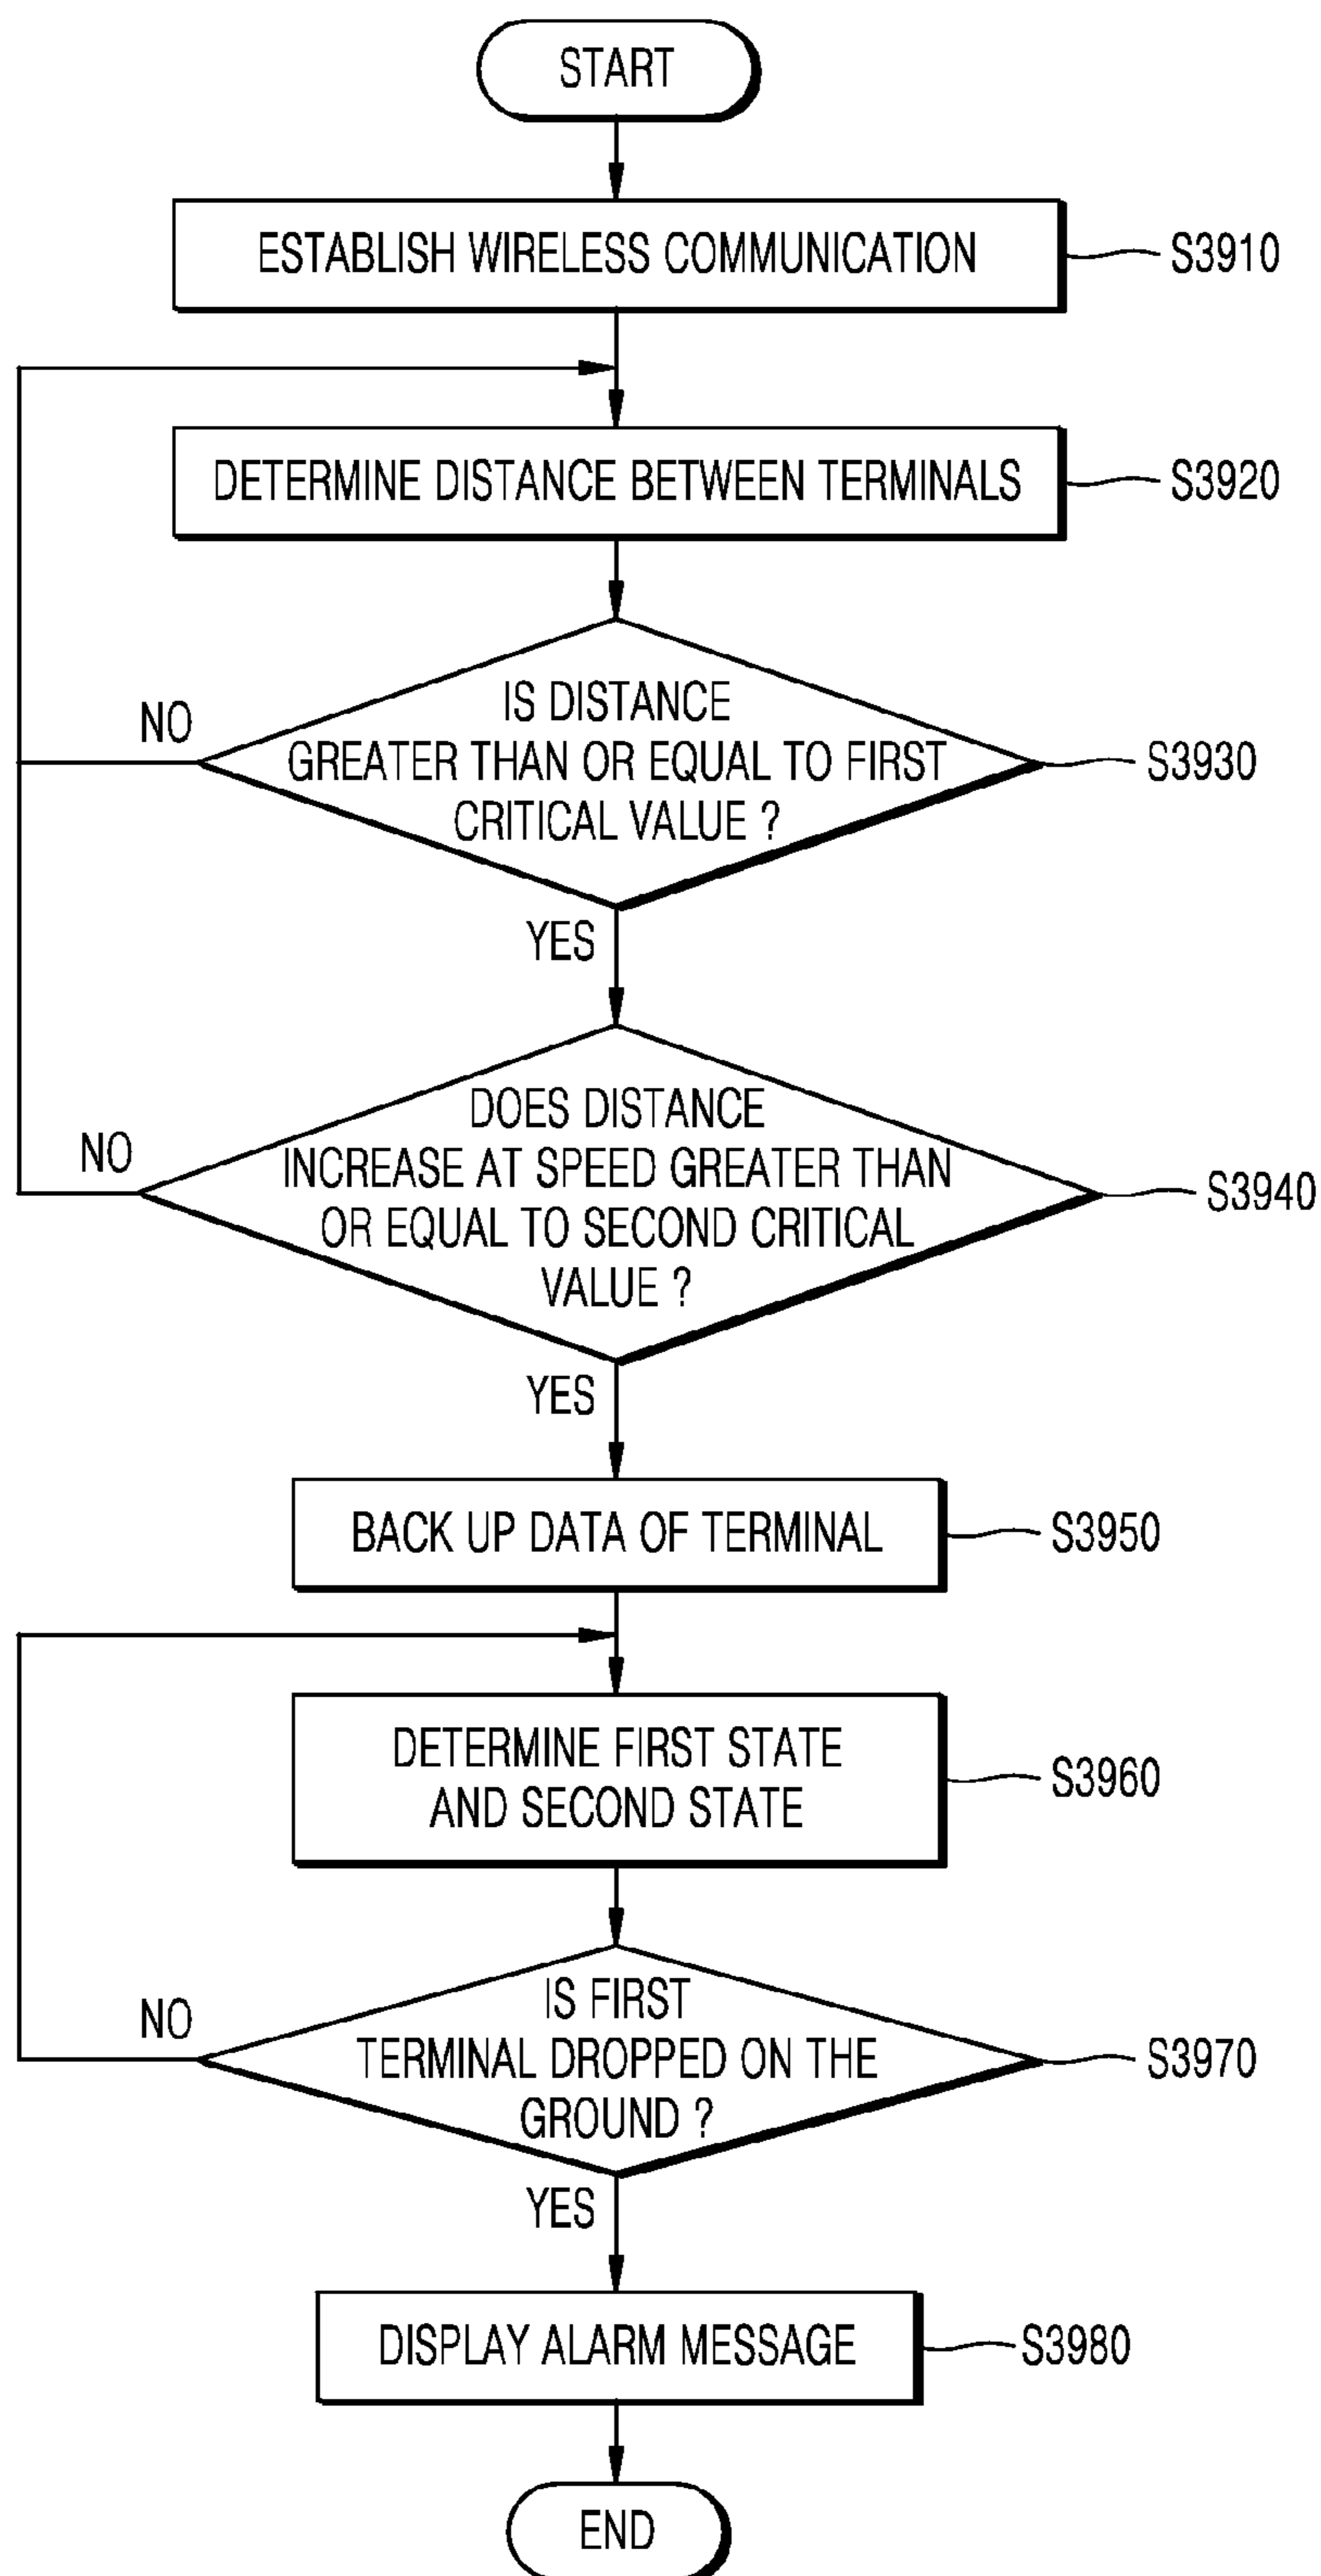 START
ESTABLISH WIRELESS COMMUNICATION
S3910
DETERMINE DISTANCE BETWEEN TERMINALS
S3920
IS DISTANCE
GREATER THAN OR EQUAL TO FIRST
CRITICAL VALUE ?
S3930
NO
YES
DOES DISTANCE
INCREASE AT SPEED GREATER THAN
OR EQUAL TO SECOND CRITICAL
VALUE ?
S3940
NO
YES
BACK UP DATA OF TERMINAL
S3950
DETERMINE FIRST STATE
AND SECOND STATE
S3960
IS FIRST
TERMINAL DROPPED ON THE
GROUND ?
S3970
NO
YES
DISPLAY ALARM MESSAGE
S3980
END